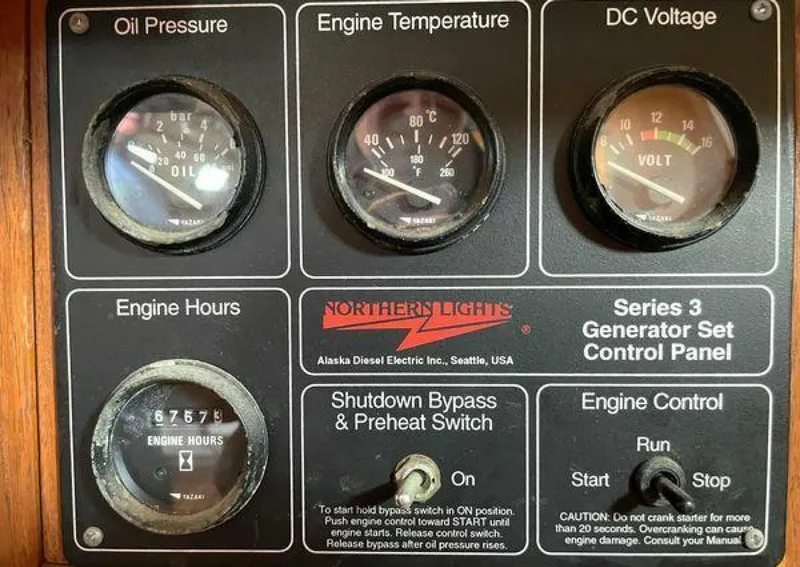 Oil Pressure
bar
2 4
0 20 40 60
OIL
YAZAKI
Engine Temperature
°C
40 80 120
100 180 260
°F
YAZAKI
DC Voltage
8 10 12 14 16
VOLT
YAZAKI
Engine Hours
67673
ENGINE HOURS
YAZAKI
NORTHERN LIGHTS
®
Alaska Diesel Electric Inc., Seattle, USA
Series 3
Generator Set
Control Panel
Shutdown Bypass
& Preheat Switch
On
To start hold bypass switch in ON position.
Push engine control toward START until
engine starts. Release control switch.
Release bypass after oil pressure rises.
Engine Control
Run
Start Stop
CAUTION: Do not crank starter for more
than 20 seconds. Overcranking can cause
engine damage. Consult your Manual